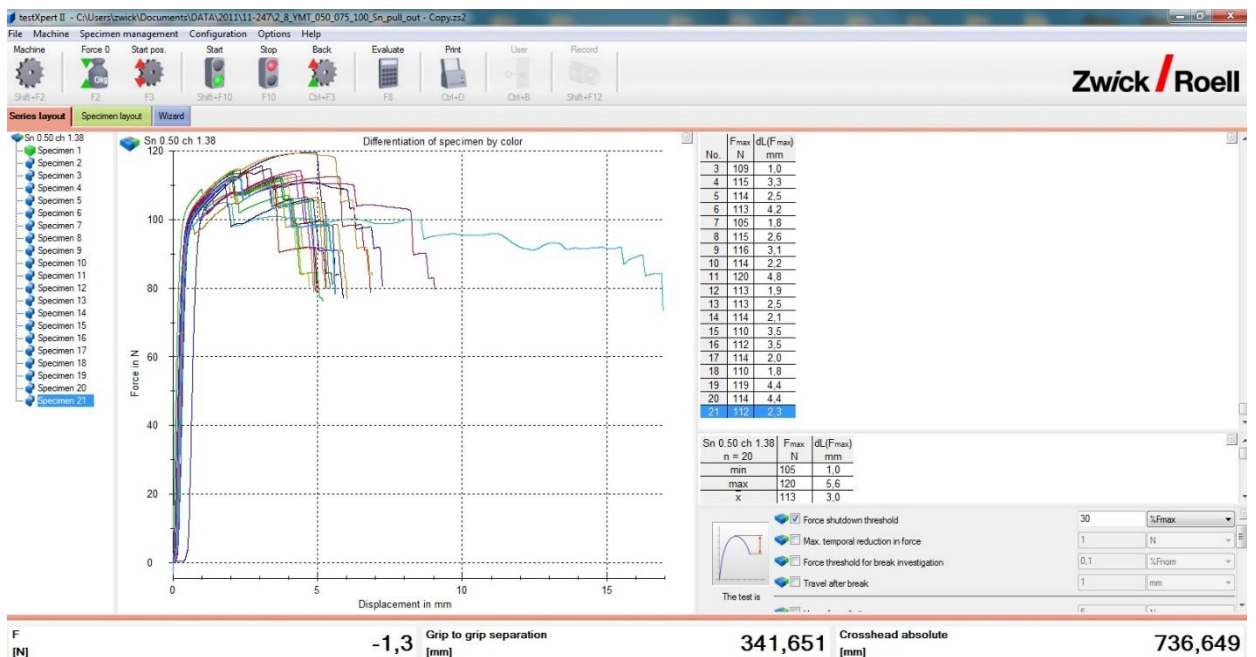 testXpert II - C:\Users\zwick\Documents\DATA\2011\11-247\2_8_YMT_050_075_100_Sn_pull_out - Copy.zs2
File Machine Specimen management Configuration Options Help
Machine Force 0 Start pos. Start Stop Back Evaluate Print User Record
0kg
Shift+F2 F2 F3 Shift+F10 F10 Ctrl+F3 F8 Ctrl+D Ctrl+B Shift+F12
Zwick / Roell
Series layout Specimen layout Wizard
Sn 0.50 ch 1.38
Specimen 1
Specimen 2
Specimen 3
Specimen 4
Specimen 5
Specimen 6
Specimen 7
Specimen 8
Specimen 9
Specimen 10
Specimen 11
Specimen 12
Specimen 13
Specimen 14
Specimen 15
Specimen 16
Specimen 17
Specimen 18
Specimen 19
Specimen 20
Specimen 21
Sn 0.50 ch 1.38 Differentiation of specimen by color
120
100
80
60
40
20
0
Force in N
0 5 10 15
Displacement in mm
Fmax dL(Fmax)
No. N mm
3 109 1,0
4 115 3,3
5 114 2,5
6 113 4,2
7 105 1,8
8 115 2,6
9 116 3,1
10 114 2,2
11 120 4,8
12 113 1,9
13 113 2,5
14 114 2,1
15 110 3,5
16 112 3,5
17 114 2,0
18 110 1,8
19 119 4,4
20 114 4,4
21 112 2,3
Sn 0.50 ch 1.38 Fmax dL(Fmax)
n = 20 N mm
min 105 1,0
max 120 5,6
x̄ 113 3,0
Force shutdown threshold 30 %Fmax
Max. temporal reduction in force 1 N
Force threshold for break investigation 0,1 %Fnom
Travel after break 1 mm
The test is
F [N] -1,3
Grip to grip separation [mm] 341,651
Crosshead absolute [mm] 736,649